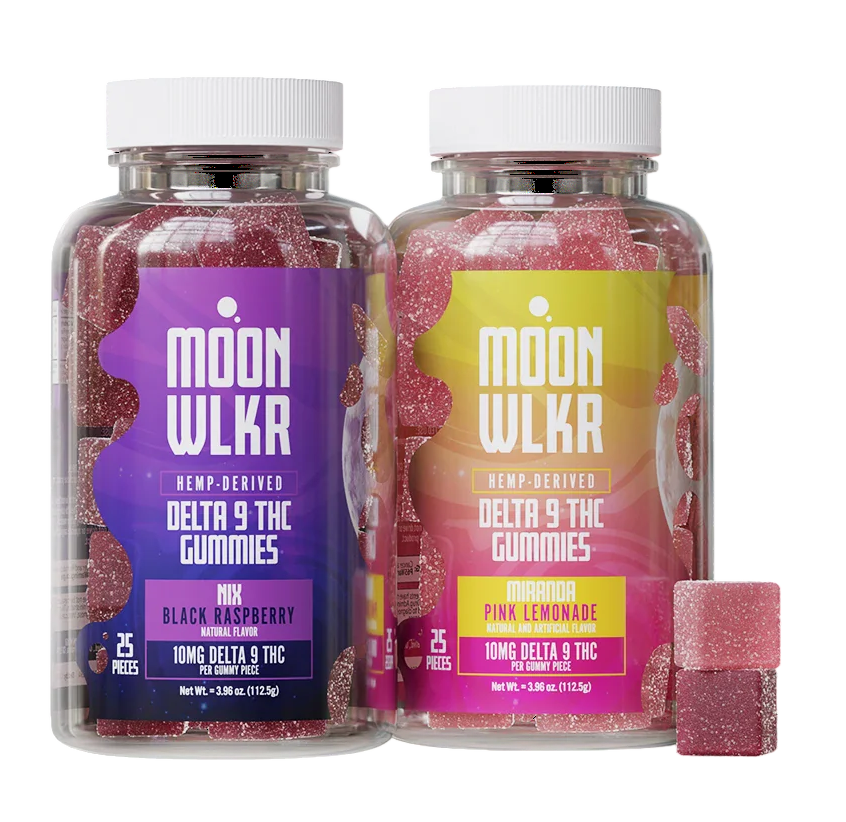 MOON
WLKR
HEMP-DERIVED
DELTA 9 THC
GUMMIES
NIX
BLACK RASPBERRY
NATURAL FLAVOR
25
PIECES
10MG DELTA 9 THC
PER GUMMY PIECE
Net Wt. = 3.96 oz. (112.5g)
MOON
WLKR
HEMP-DERIVED
DELTA 9 THC
GUMMIES
MIRANDA
PINK LEMONADE
NATURAL AND ARTIFICIAL FLAVOR
25
PIECES
10MG DELTA 9 THC
PER GUMMY PIECE
Net Wt. = 3.96 oz. (112.5g)